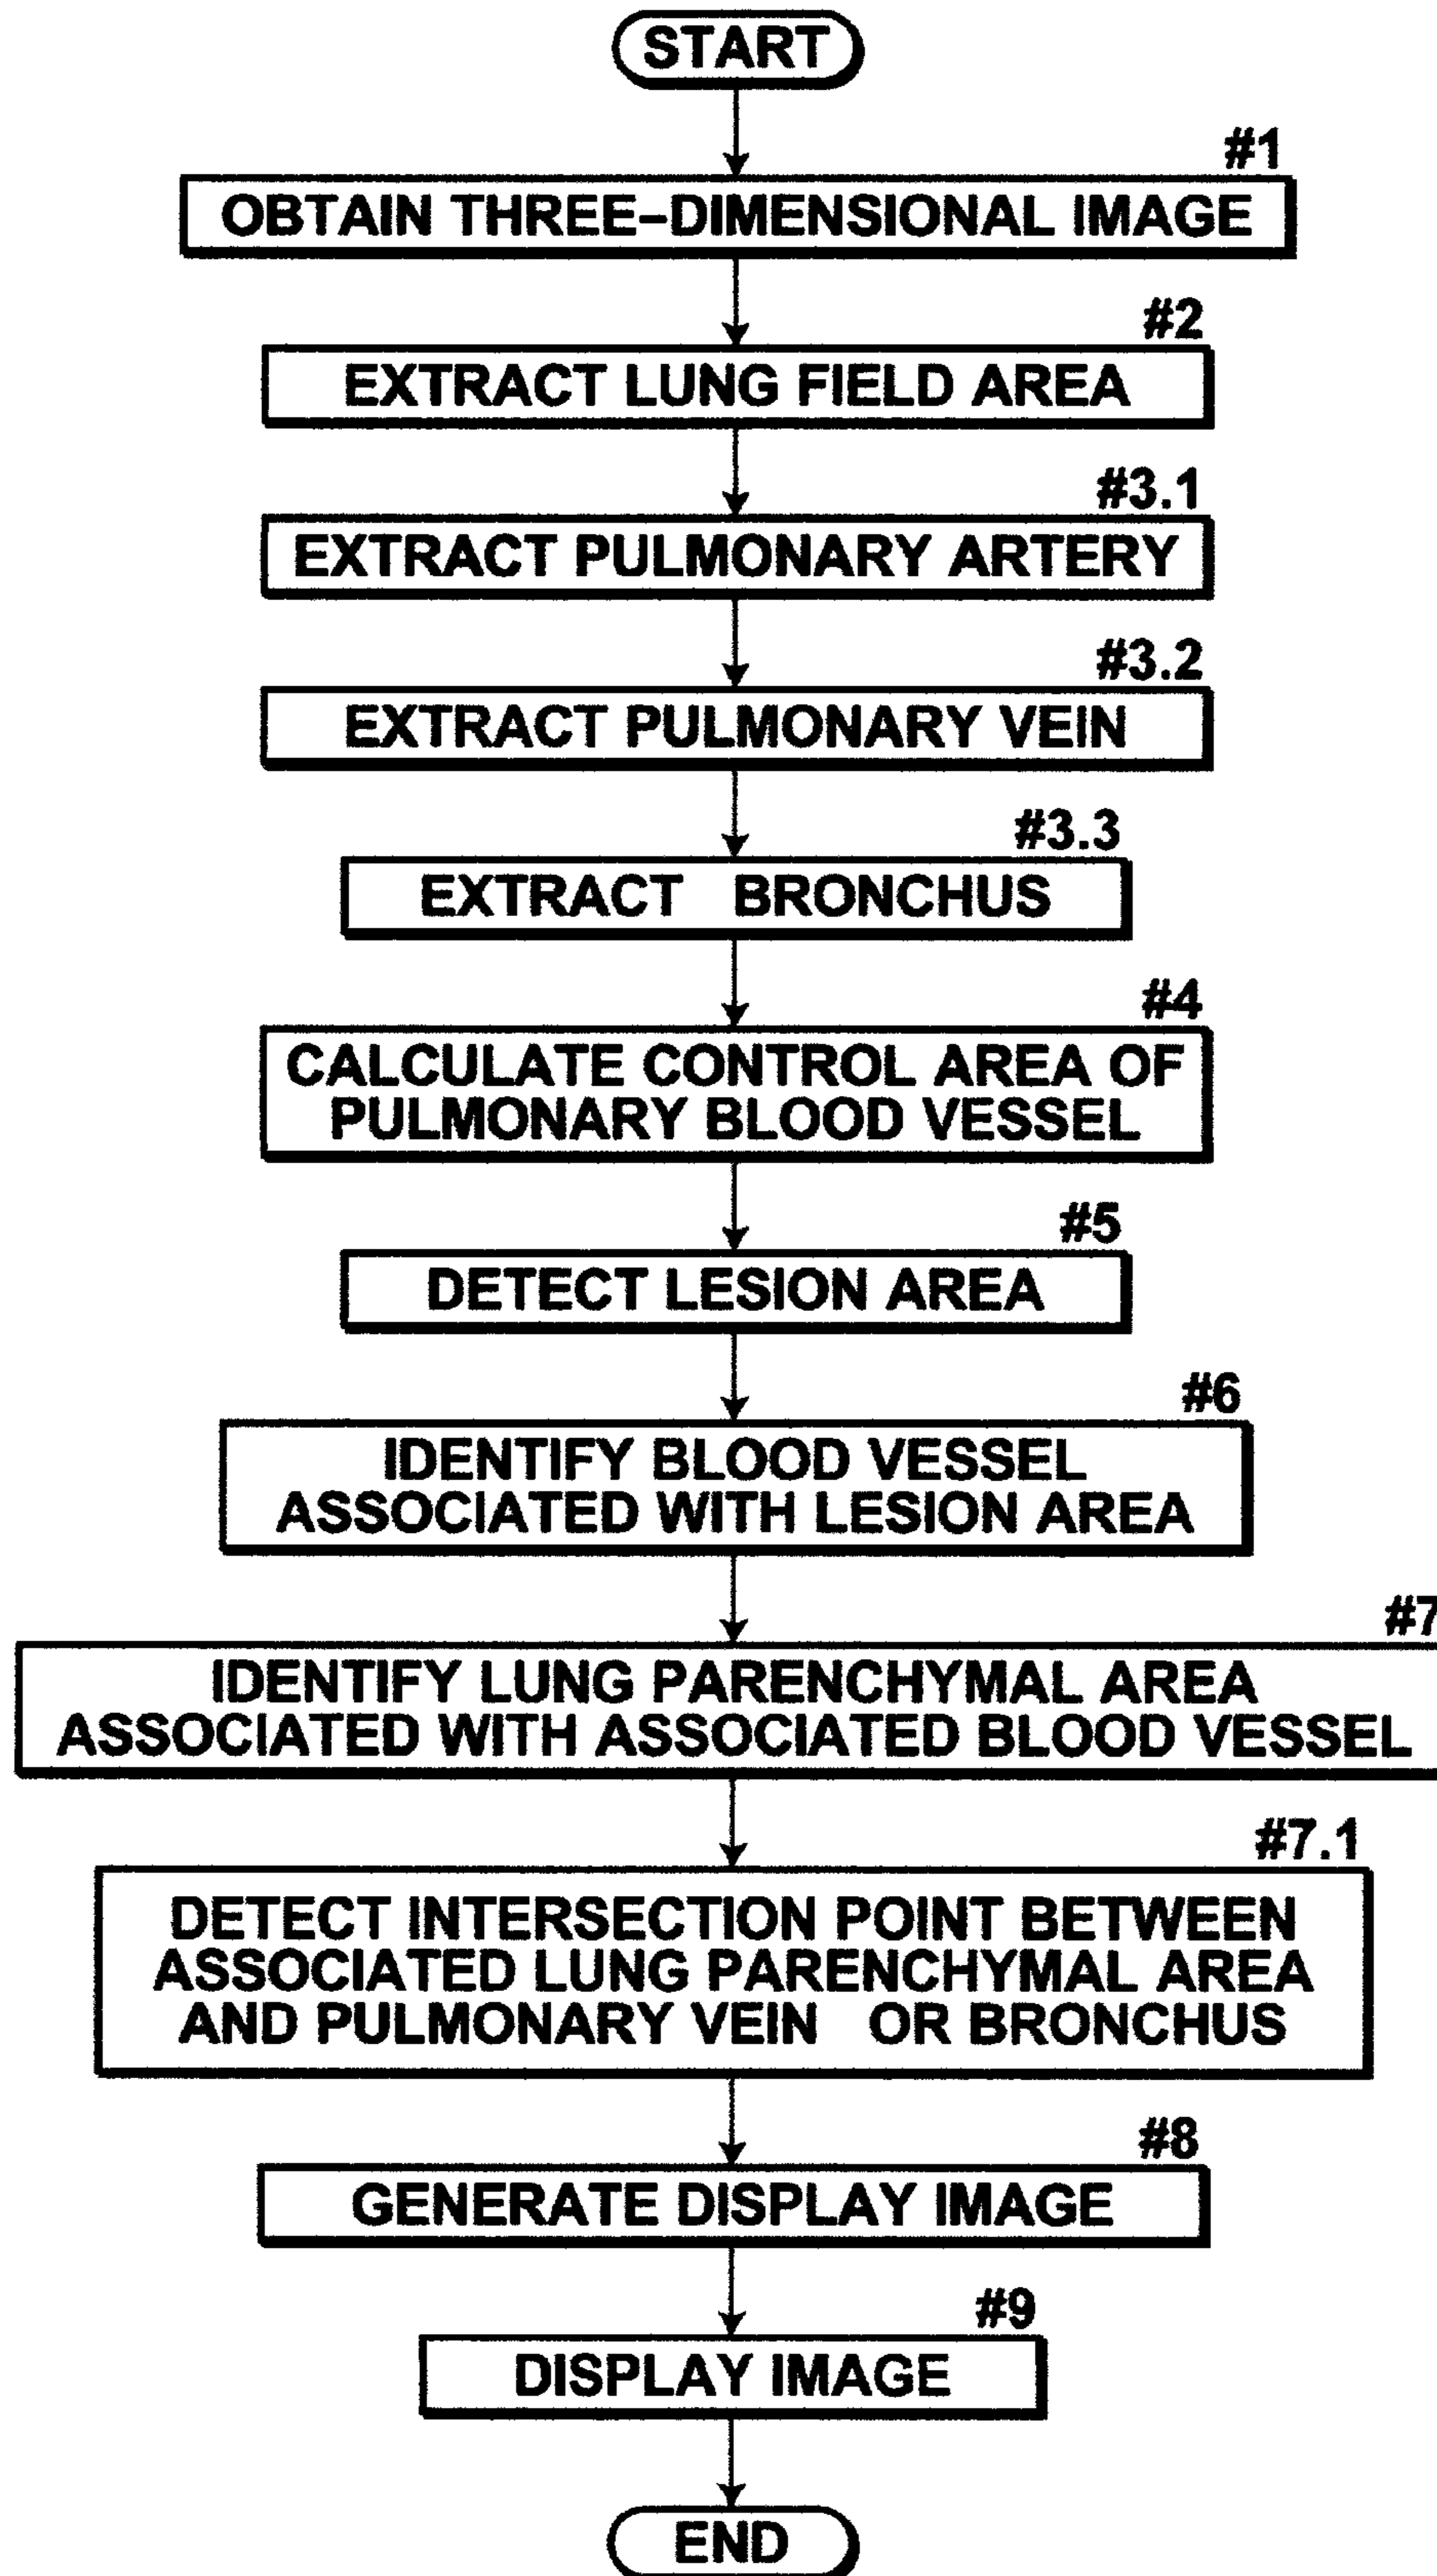 START
#1
OBTAIN THREE-DIMENSIONAL IMAGE
#2
EXTRACT LUNG FIELD AREA
#3.1
EXTRACT PULMONARY ARTERY
#3.2
EXTRACT PULMONARY VEIN
#3.3
EXTRACT BRONCHUS
#4
CALCULATE CONTROL AREA OF
PULMONARY BLOOD VESSEL
#5
DETECT LESION AREA
#6
IDENTIFY BLOOD VESSEL
ASSOCIATED WITH LESION AREA
#7
IDENTIFY LUNG PARENCHYMAL AREA
ASSOCIATED WITH ASSOCIATED BLOOD VESSEL
#7.1
DETECT INTERSECTION POINT BETWEEN
ASSOCIATED LUNG PARENCHYMAL AREA
AND PULMONARY VEIN OR BRONCHUS
#8
GENERATE DISPLAY IMAGE
#9
DISPLAY IMAGE
END